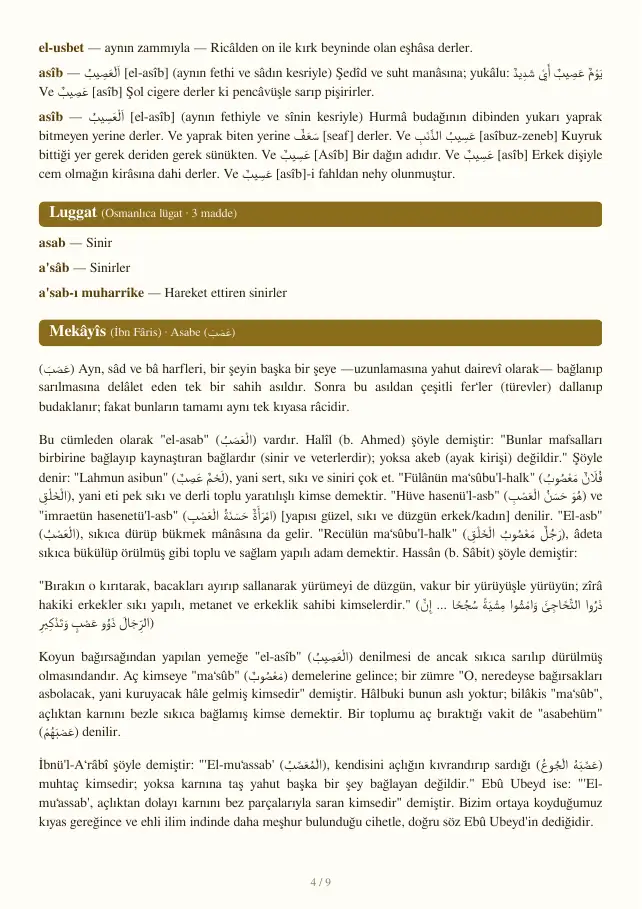 el-usbet — aynın zammıyla — Ricâlden on ile kırk beyninde olan eşhâsa derler.
asîb — اَلْعَصِيبُ [el-asîb] (aynın fethi ve sâdın kesriyle) Şedîd ve suht manâsına; yukâlu: يَوْمٌ عَصِيبٌ أَيْ شَدِيدٌ
Ve عَصِيبٌ [asîb] Şol cigere derler ki pencâvüşle sarıp pişirirler.
asîb — اَلْعَسِيبُ [el-asîb] (aynın fethiyle ve sînin kesriyle) Hurmâ budağının dibinden yukarı yaprak
bitmeyen yerine derler. Ve yaprak biten yerine سَعَفٌ [seaf] derler. Ve عَسِيبُ الذَّنَبِ [asîbuz-zeneb] Kuyruk
bittiği yer gerek deriden gerek sünükten. Ve عَسِيبٌ [Asîb] Bir dağın adıdır. Ve عَسِيبٌ [asîb] Erkek dişiyle
cem olmağın kirâsına dahi derler. Ve عَسِيبٌ [asîb]-i fahldan nehy olunmuştur.
Luggat (Osmanlıca lügat · 3 madde)
asab — Sinir
a'sâb — Sinirler
a'sab-ı muharrike — Hareket ettiren sinirler
Mekâyîs (İbn Fâris) · Asabe (عَصَبَ)
(عَصَبَ) Ayn, sâd ve bâ harfleri, bir şeyin başka bir şeye —uzunlamasına yahut dairevî olarak— bağlanıp
sarılmasına delâlet eden tek bir sahih asıldır. Sonra bu asıldan çeşitli fer'ler (türevler) dallanıp
budaklanır; fakat bunların tamamı aynı tek kıyasa râcidir.
Bu cümleden olarak "el-asab" (الْعَصَبُ) vardır. Halîl (b. Ahmed) şöyle demiştir: "Bunlar mafsalları
birbirine bağlayıp kaynaştıran bağlardır (sinir ve veterlerdir); yoksa akeb (ayak kirişi) değildir." Şöyle
denir: "Lahmun asibun" (لَحْمٌ عَصِبٌ), yani sert, sıkı ve siniri çok et. "Fülânün ma‘sûbu'l-halk" (فُلَانٌ مَعْصُوبُ
الْخَلْقِ), yani eti pek sıkı ve derli toplu yaratılışlı kimse demektir. "Hüve hasenü'l-asb" (هُوَ حَسَنُ الْعَصْبِ) ve
"imraetün hasenetü'l-asb" (امْرَأَةٌ حَسَنَةُ الْعَصْبِ) [yapısı güzel, sıkı ve düzgün erkek/kadın] denilir. "El-asb"
(الْعَصْبُ), sıkıca dürüp bükmek mânâsına da gelir. "Recülün ma‘sûbu'l-halk" (رَجُلٌ مَعْصُوبُ الْخَلْقِ), âdeta
sıkıca bükülüp örülmüş gibi toplu ve sağlam yapılı adam demektir. Hassân (b. Sâbit) şöyle demiştir:
"Bırakın o kırıtarak, bacakları ayırıp sallanarak yürümeyi de düzgün, vakur bir yürüyüşle yürüyün; zîrâ
hakiki erkekler sıkı yapılı, metanet ve erkeklik sahibi kimselerdir." (ذَرُوا التَّخَاجِئَ وَامْشُوا مِشْيَةً سُجُحًا ... إِنَّ
الرِّجَالَ ذَوُو عَصْبٍ وَتَذْكِيرِ)
Koyun bağırsağından yapılan yemeğe "el-asîb" (الْعَصِيبُ) denilmesi de ancak sıkıca sarılıp dürülmüş
olmasındandır. Aç kimseye "ma‘sûb" (مَعْصُوبٌ) demelerine gelince; bir zümre "O, neredeyse bağırsakları
asbolacak, yani kuruyacak hâle gelmiş kimsedir" demiştir. Hâlbuki bunun aslı yoktur; bilâkis "ma‘sûb",
açlıktan karnını bezle sıkıca bağlamış kimse demektir. Bir toplumu aç bıraktığı vakit de "asabehüm"
(عَصَبَهُمْ) denilir.
İbnü'l-A‘râbî şöyle demiştir: "'El-mu‘assab' (الْمُعَصَّبُ), kendisini açlığın kıvrandırıp sardığı (عَصَّبَهُ الْجُوعُ)
muhtaç kimsedir; yoksa karnına taş yahut başka bir şey bağlayan değildir." Ebû Ubeyd ise: "'El-
mu‘assab', açlıktan dolayı karnını bez parçalarıyla saran kimsedir" demiştir. Bizim ortaya koyduğumuz
kıyas gereğince ve ehli ilim indinde daha meşhur bulunduğu cihetle, doğru söz Ebû Ubeyd'in dediğidir.
4 / 9